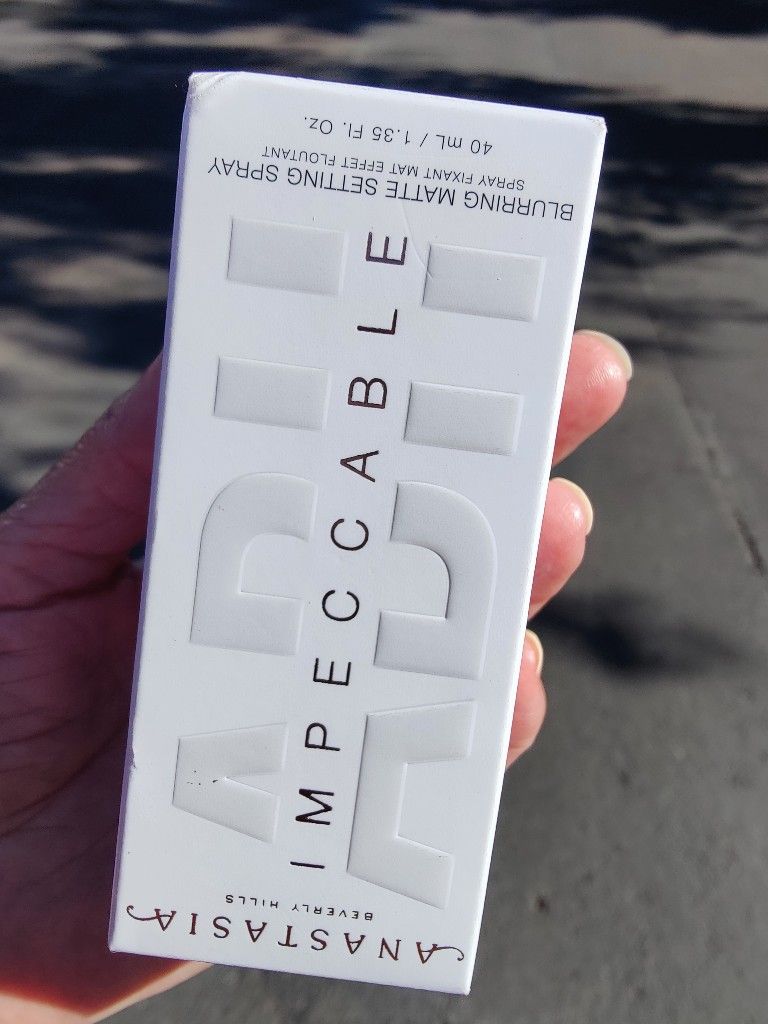 ANASTASIA
BEVERLY HILLS
IMPECCABLE
BLURRING MATTE SETTING SPRAY
SPRAY FIXANT MAT EFFET FLOUTANT
40 mL / 1.35 Fl. Oz.